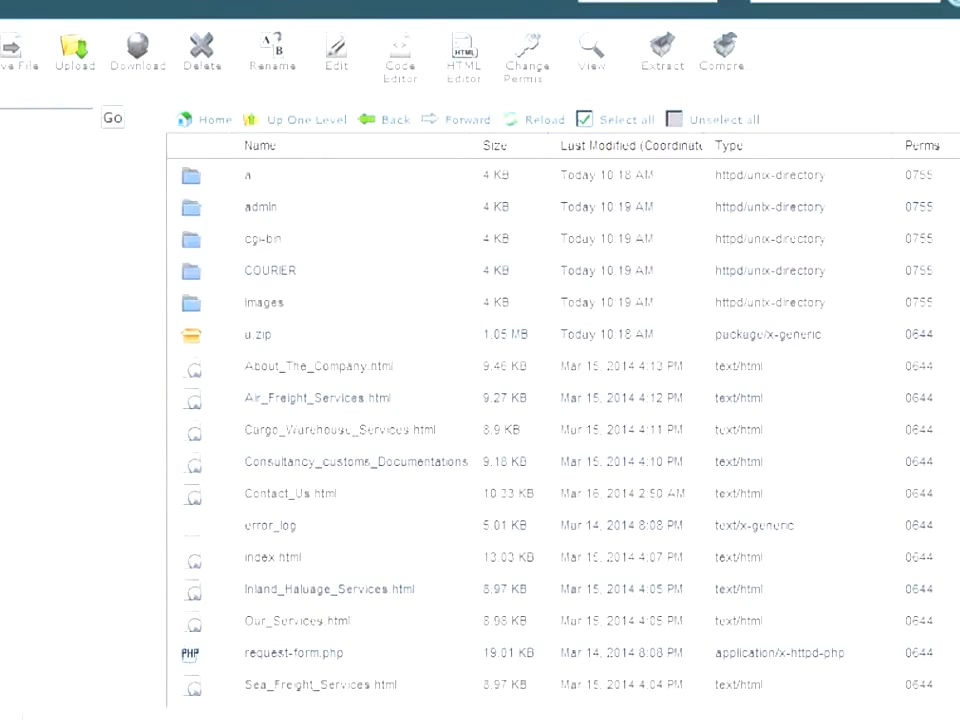 ve File Upload Download Delete Rename Edit Code Editor HTML Editor Change Permis View Extract Compre
Go
Home Up One Level Back Forward Reload Select all Unselect all
Name Size Last Modified (Coordinate Type Perms
a 4 KB Today 10:18 AM httpd/unix-directory 0755
admin 4 KB Today 10:19 AM httpd/unix-directory 0755
cgi-bin 4 KB Today 10:19 AM httpd/unix-directory 0755
COURIER 4 KB Today 10:19 AM httpd/unix-directory 0755
images 4 KB Today 10:19 AM httpd/unix-directory 0755
a.zip 1.05 MB Today 10:18 AM package/x-generic 0644
About_The_Company.html 9.46 KB Mar 15, 2014 4:13 PM text/html 0644
Air_Freight_Services.html 9.27 KB Mar 15, 2014 4:12 PM text/html 0644
Cargo_Warehouse_Services.html 8.9 KB Mar 15, 2014 4:11 PM text/html 0644
Consultancy_customs_Documentations 9.18 KB Mar 15, 2014 4:10 PM text/html 0644
Contact_Us.html 10.33 KB Mar 16, 2014 2:50 AM text/html 0644
error_log 5.01 KB Mar 14, 2014 8:08 PM text/x-generic 0644
index.html 13.03 KB Mar 15, 2014 4:07 PM text/html 0644
Inland_Haluage_Services.html 8.97 KB Mar 15, 2014 4:05 PM text/html 0644
Our_Services.html 8.98 KB Mar 15, 2014 4:05 PM text/html 0644
PHP request-form.php 19.01 KB Mar 14, 2014 8:08 PM application/x-httpd-php 0644
Sea_Freight_Services.html 8.97 KB Mar 15, 2014 4:04 PM text/html 0644